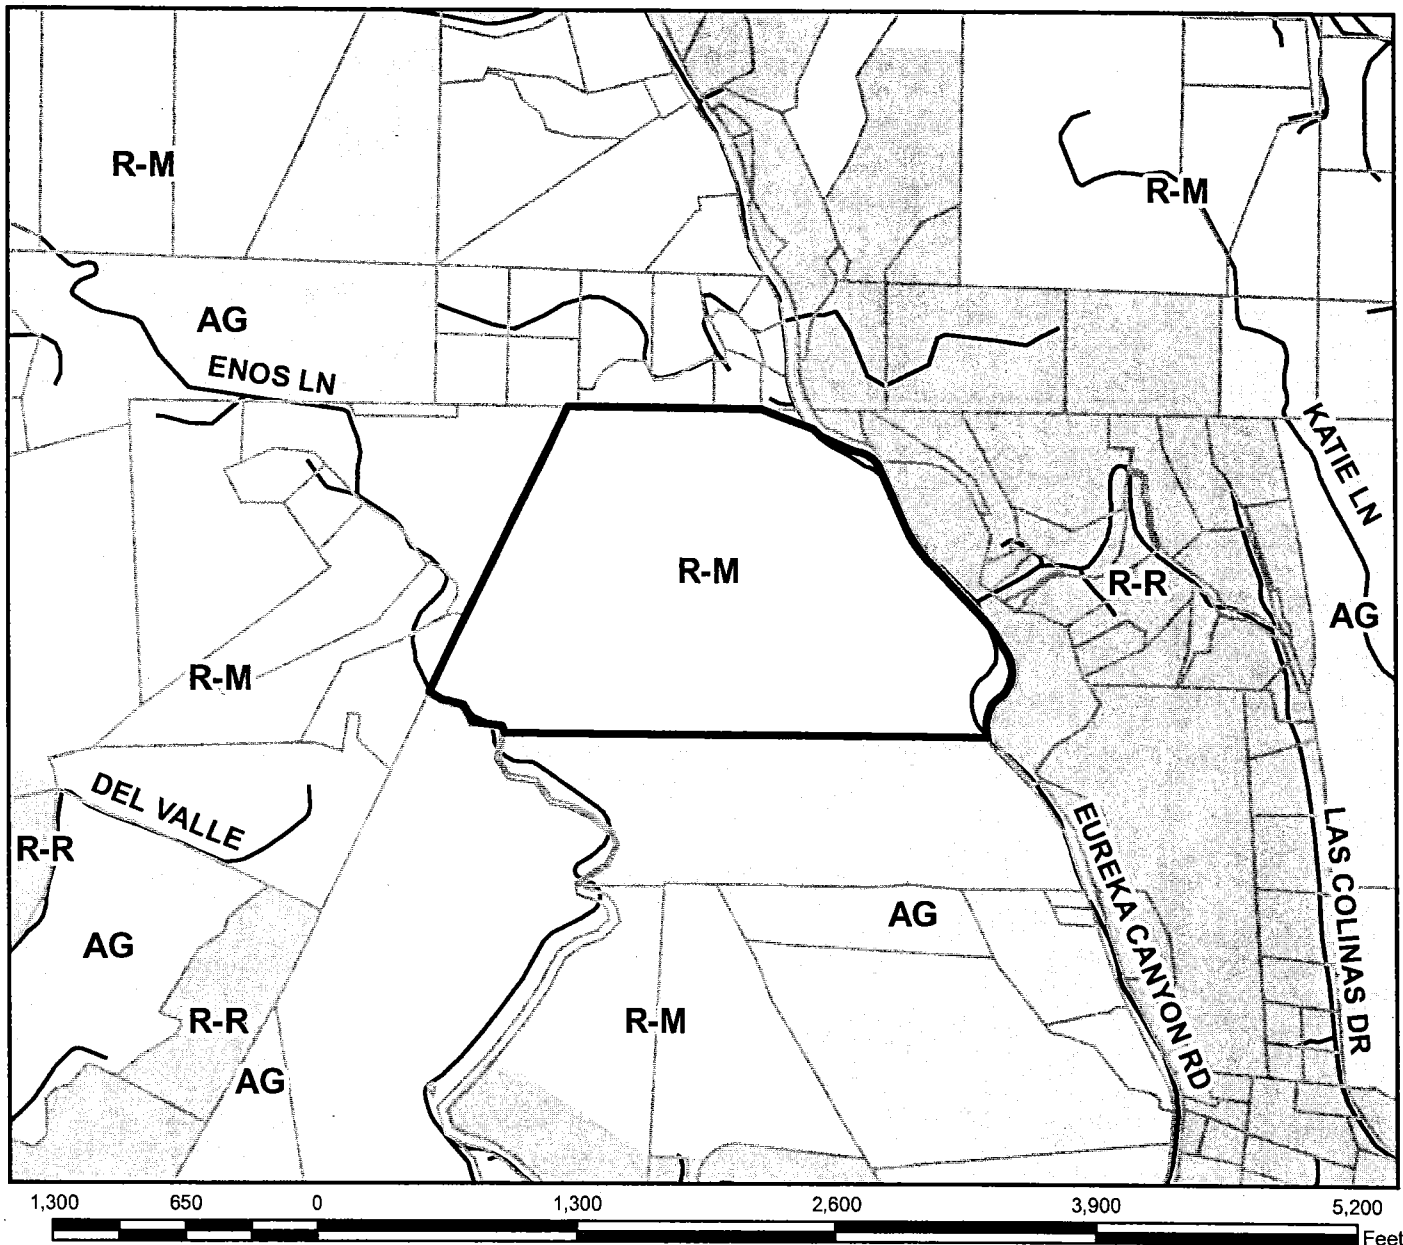 R-M
R-M
AG
ENOS LN
KATIE LN
R-M
R-R
AG
R-M
DEL VALLE
R-R
EUREKA CANYON RD
LAS COLINAS DR
AG
AG
R-R
R-M
AG
1,300 650 0 1,300 2,600 3,900 5,200
Feet